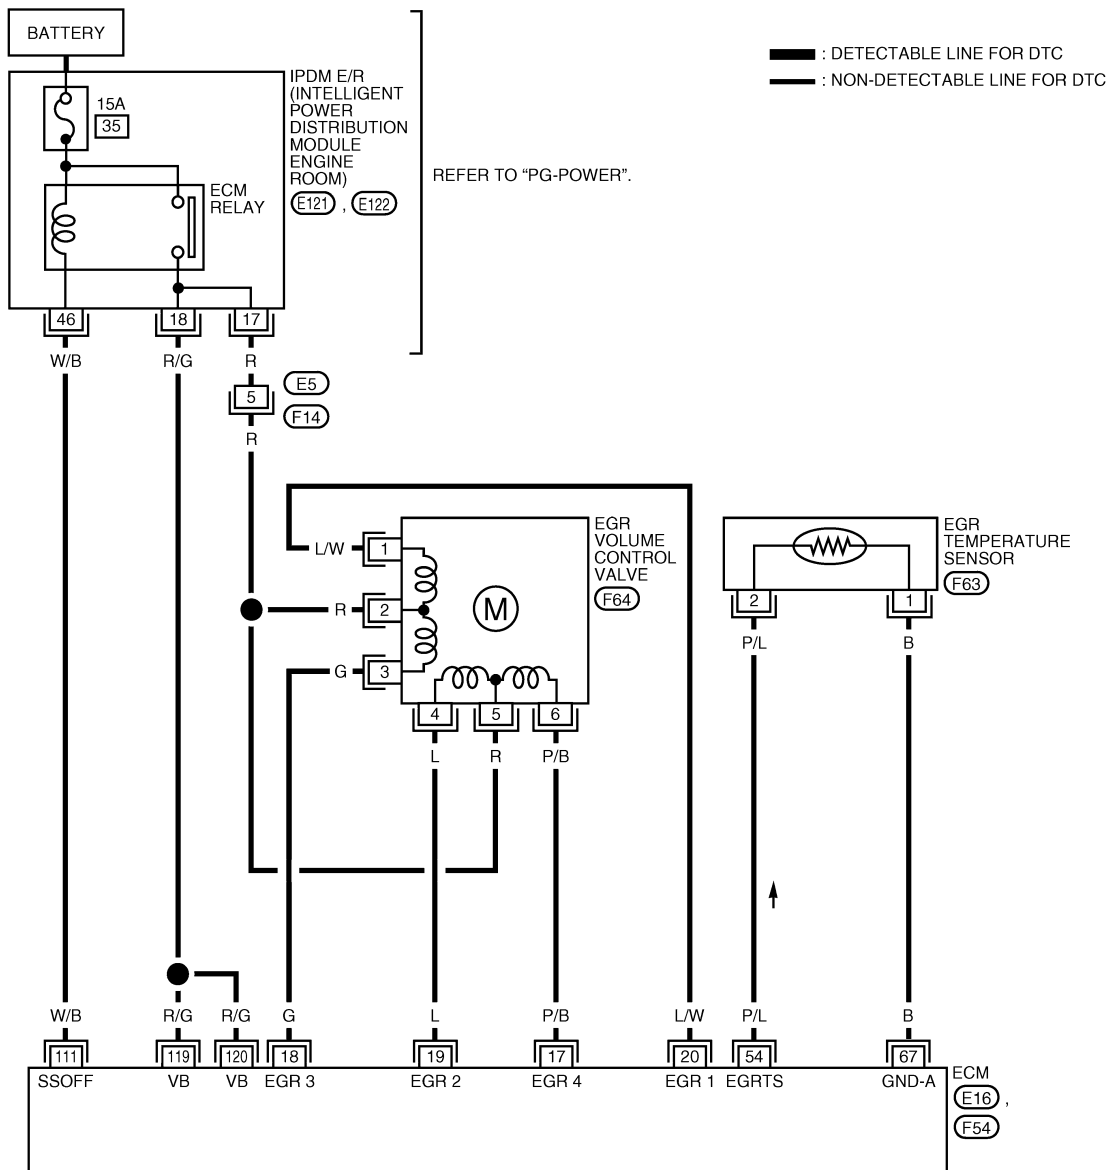 BATTERY
: DETECTABLE LINE FOR DTC
: NON-DETECTABLE LINE FOR DTC
IPDM E/R
(INTELLIGENT
POWER
DISTRIBUTION
MODULE
ENGINE
ROOM)
E121 , E122
15A
35
REFER TO “PG-POWER”.
ECM
RELAY
46 18 17
W/B R/G R
5
E5
F14
R
L/W 1
R 2
G 3
M
EGR
VOLUME
CONTROL
VALVE
F64
4 5 6
L R P/B
EGR
TEMPERATURE
SENSOR
F63
2 1
P/L B
W/B R/G R/G G L P/B L/W P/L B
111 119 120 18 19 17 20 54 67
SSOFF VB VB EGR 3 EGR 2 EGR 4 EGR 1 EGRTS GND-A
ECM
E16 ,
F54